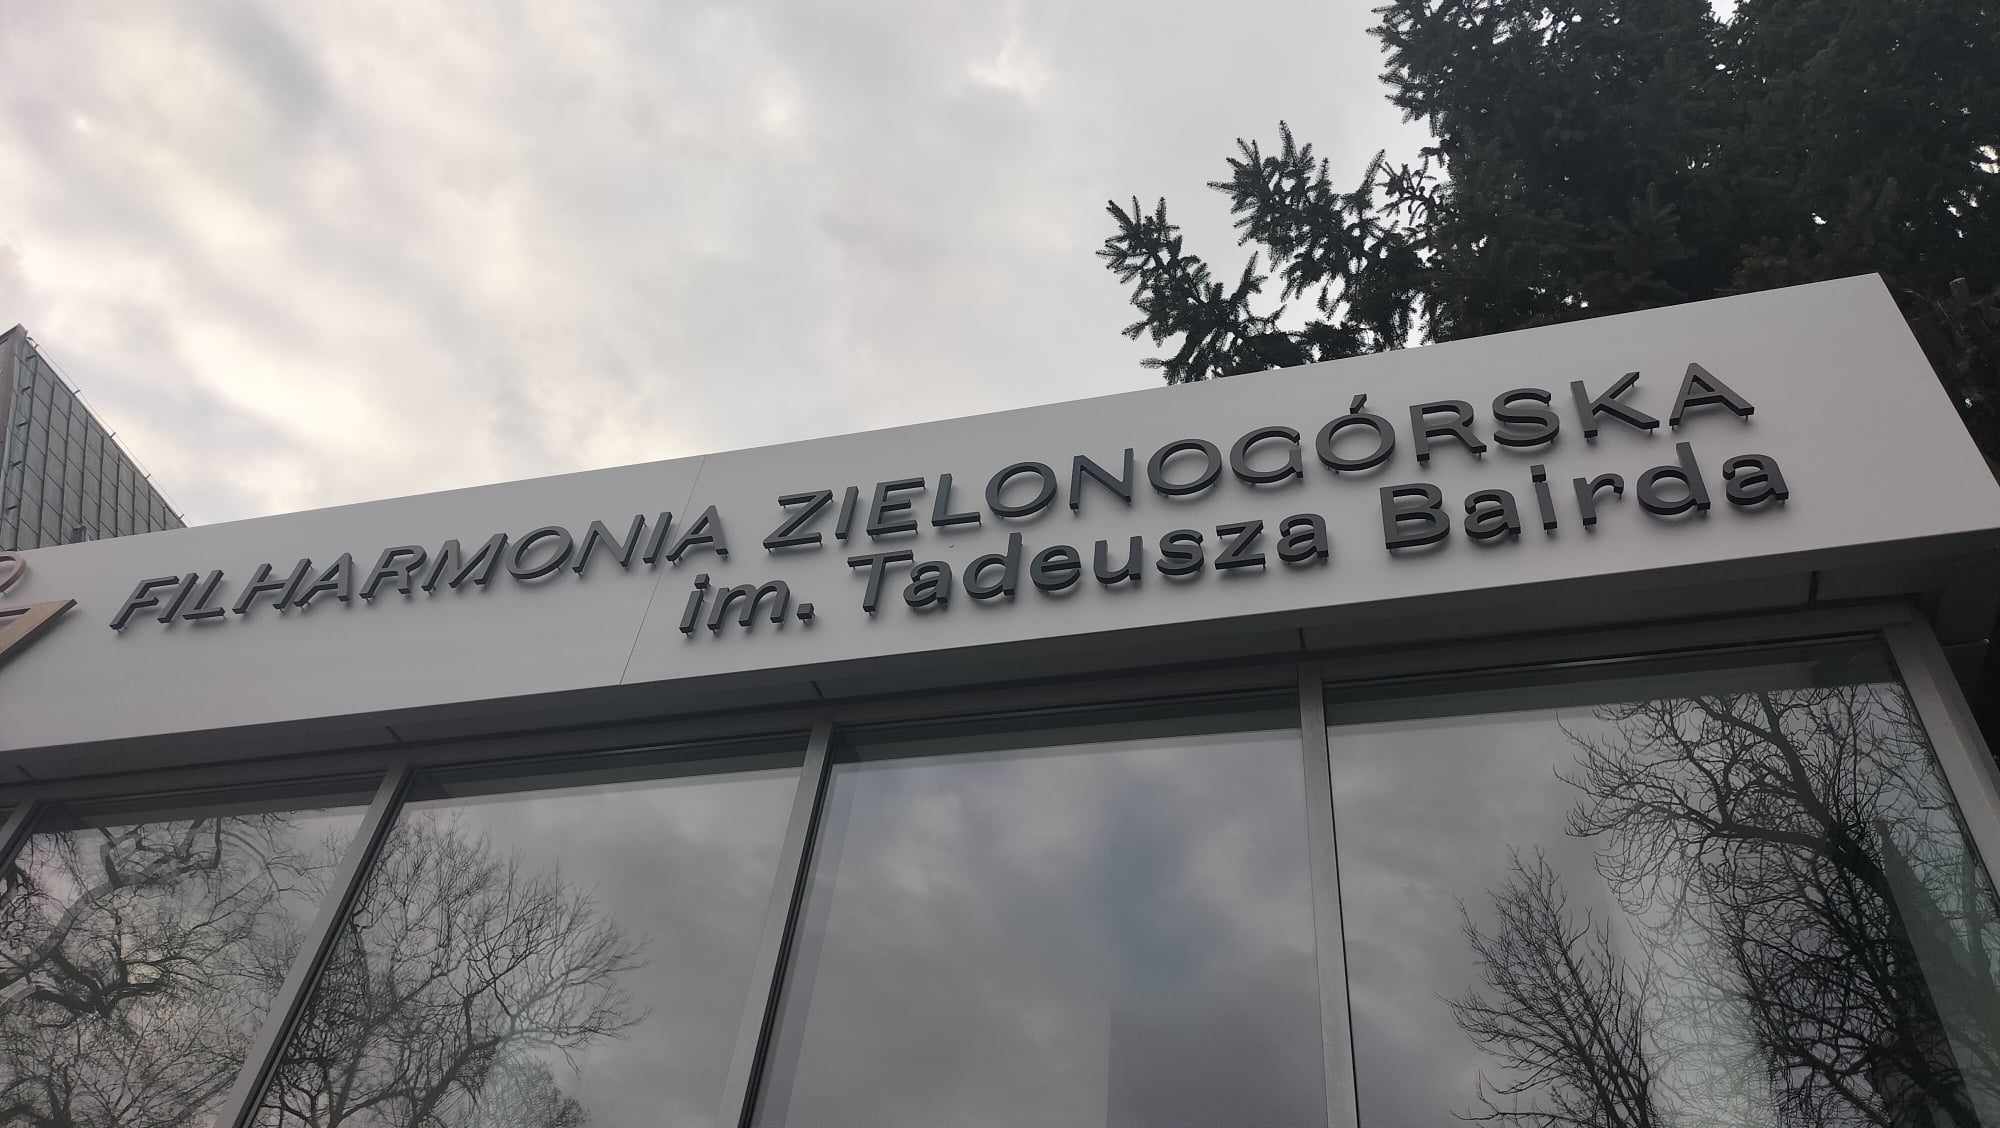 FILHARMONIA ZIELONOGÓRSKA
im. Tadeusza Bairda